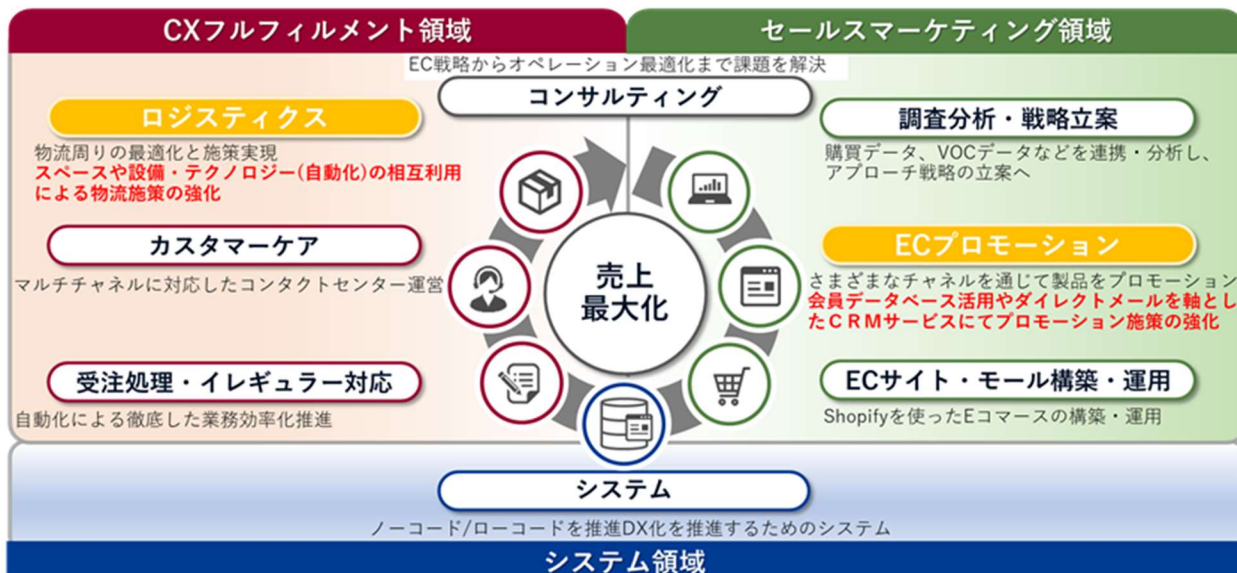 CXフルフィルメント領域
セールスマーケティング領域
EC戦略からオペレーション最適化まで課題を解決
コンサルティング
ロジスティクス
物流周りの最適化と施策実現
スペースや設備・テクノロジー(自動化)の相互利用
による物流施策の強化
カスタマーケア
マルチチャネルに対応したコンタクトセンター運営
受注処理・イレギュラー対応
自動化による徹底した業務効率化推進
売上
最大化
調査分析・戦略立案
購買データ、VOCデータなどを連携・分析し、
アプローチ戦略の立案へ
ECプロモーション
さまざまなチャネルを通じて製品をプロモーション
会員データベース活用やダイレクトメールを軸とし
たCRMサービスにてプロモーション施策の強化
ECサイト・モール構築・運用
Shopifyを使ったEコマースの構築・運用
システム
ノーコード/ローコードを推進DX化を推進するためのシステム
システム領域